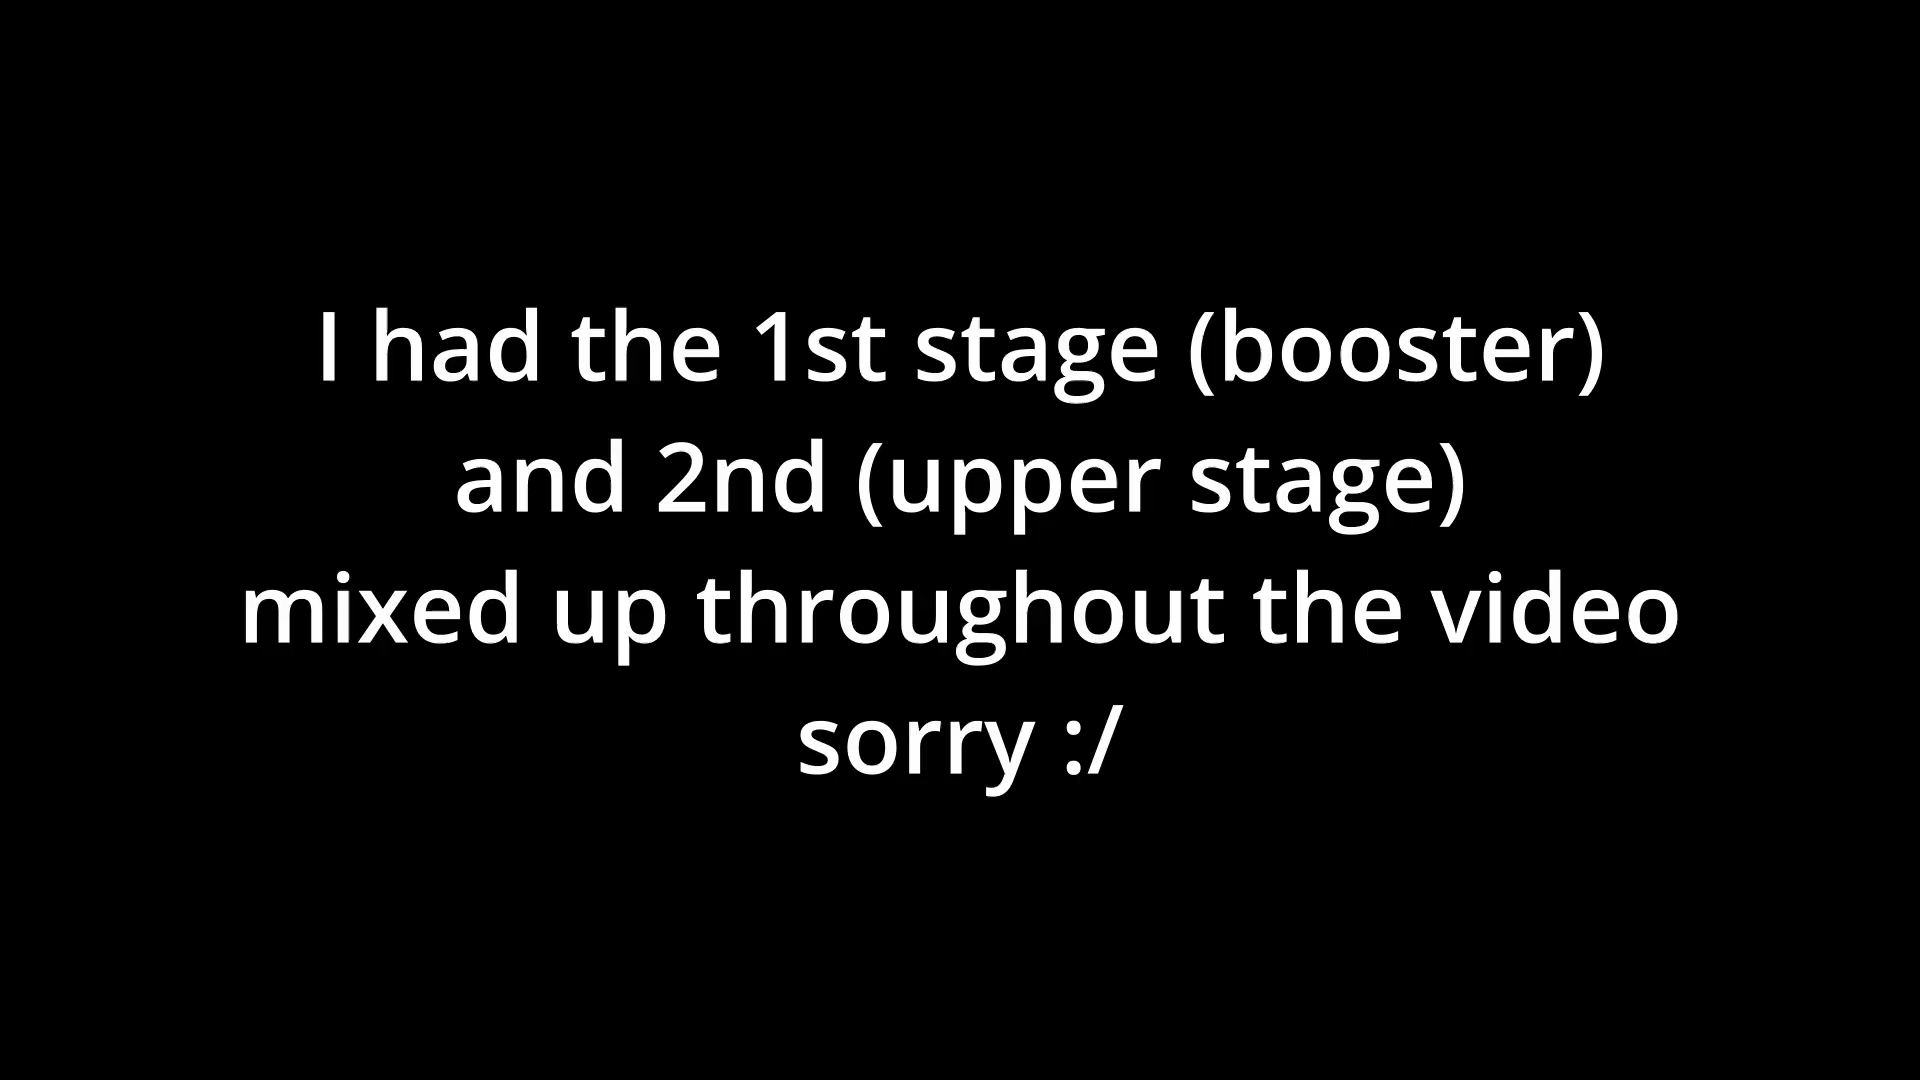 I had the 1st stage (booster)
and 2nd (upper stage)
mixed up throughout the video
sorry :/